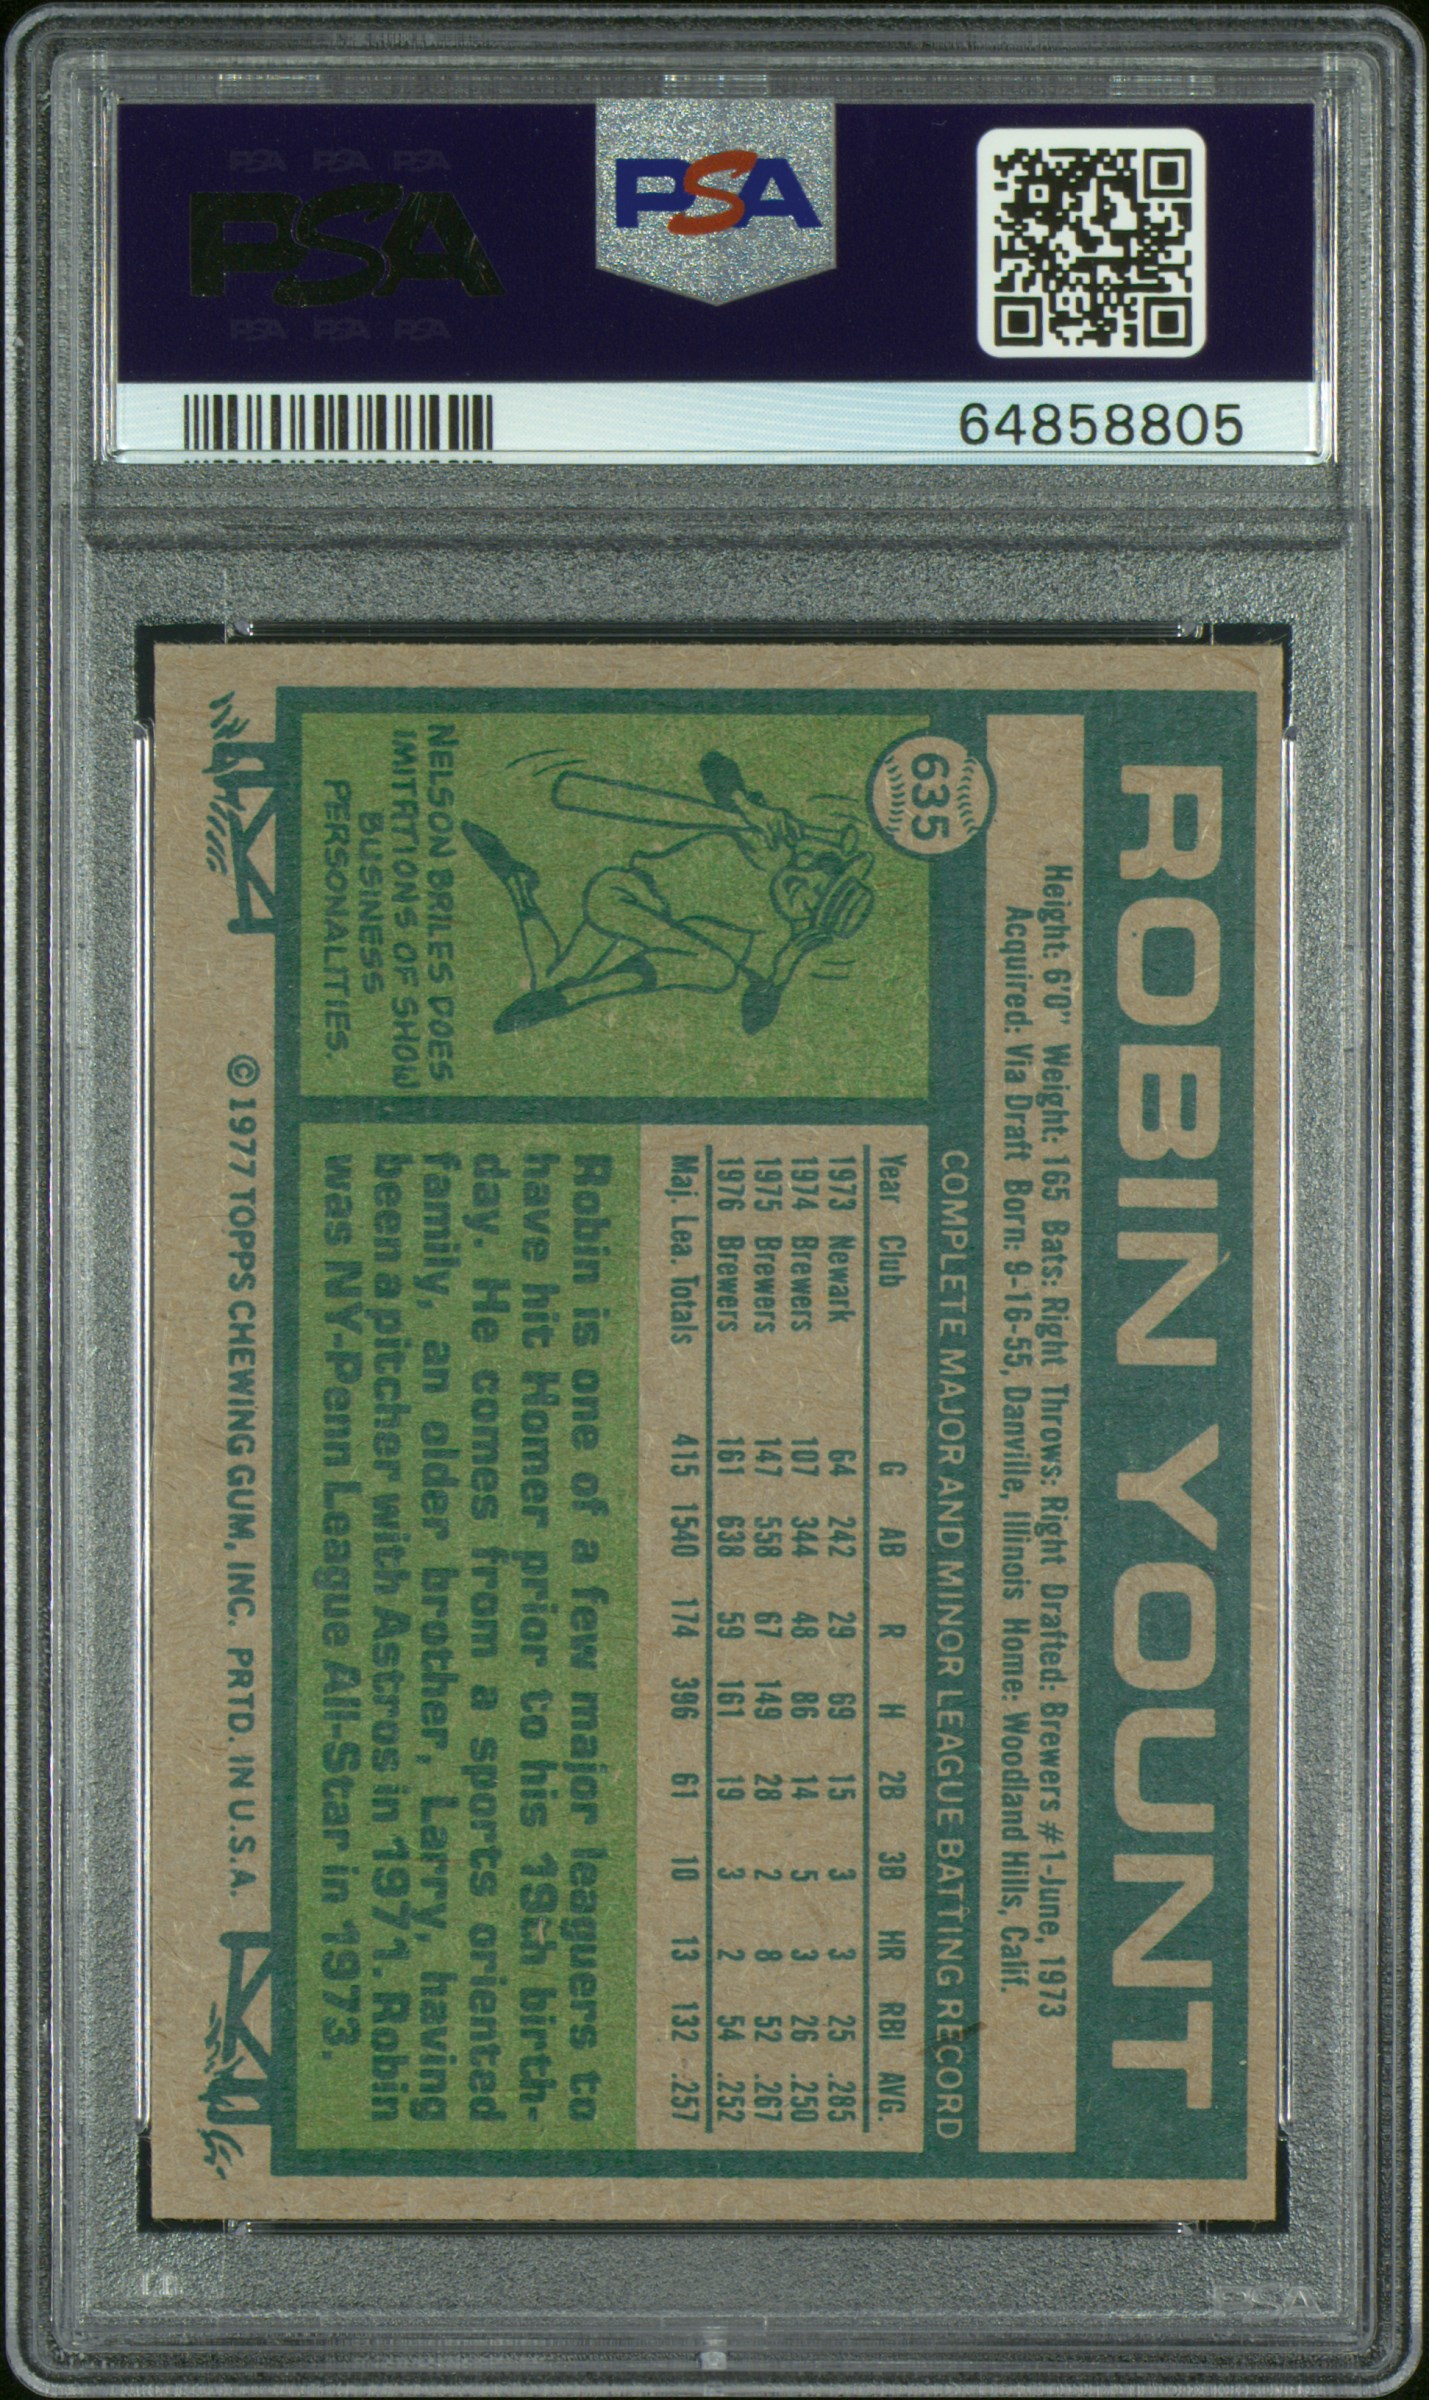 PSA PSA PSA
PSA
PSA PSA PSA
PSA
64858805
ROBIN YOUNT
Height: 6'0" Weight: 165 Bats: Right Throws: Right Drafted: Brewers #1-June, 1973
Acquired: Via Draft Born: 9-16-55, Danville, Illinois Home: Woodland Hills, Calif.
635
COMPLETE MAJOR AND MINOR LEAGUE BATTING RECORD
Year Club G AB R H 2B 3B HR RBI AVG.
1973 Newark 64 242 29 69 15 3 3 25 .285
1974 Brewers 107 344 48 86 14 5 3 26 .250
1975 Brewers 147 558 67 149 28 2 8 52 .267
1976 Brewers 161 638 59 161 19 3 2 54 .252
Maj. Lea. Totals 415 1540 174 396 61 10 13 132 .257
NELSON BRILES DOES
IMITATIONS OF SHOW
BUSINESS
PERSONALITIES.
Robin is one of a few major leaguers to
have hit Homer prior to his 19th birth-
day. He comes from a sports oriented
family, an older brother, Larry, having
been a pitcher with Astros in 1971. Robin
was NY-Penn League All-Star in 1973.
© 1977 TOPPS CHEWING GUM, INC. PRTD. IN U.S.A.
PSA